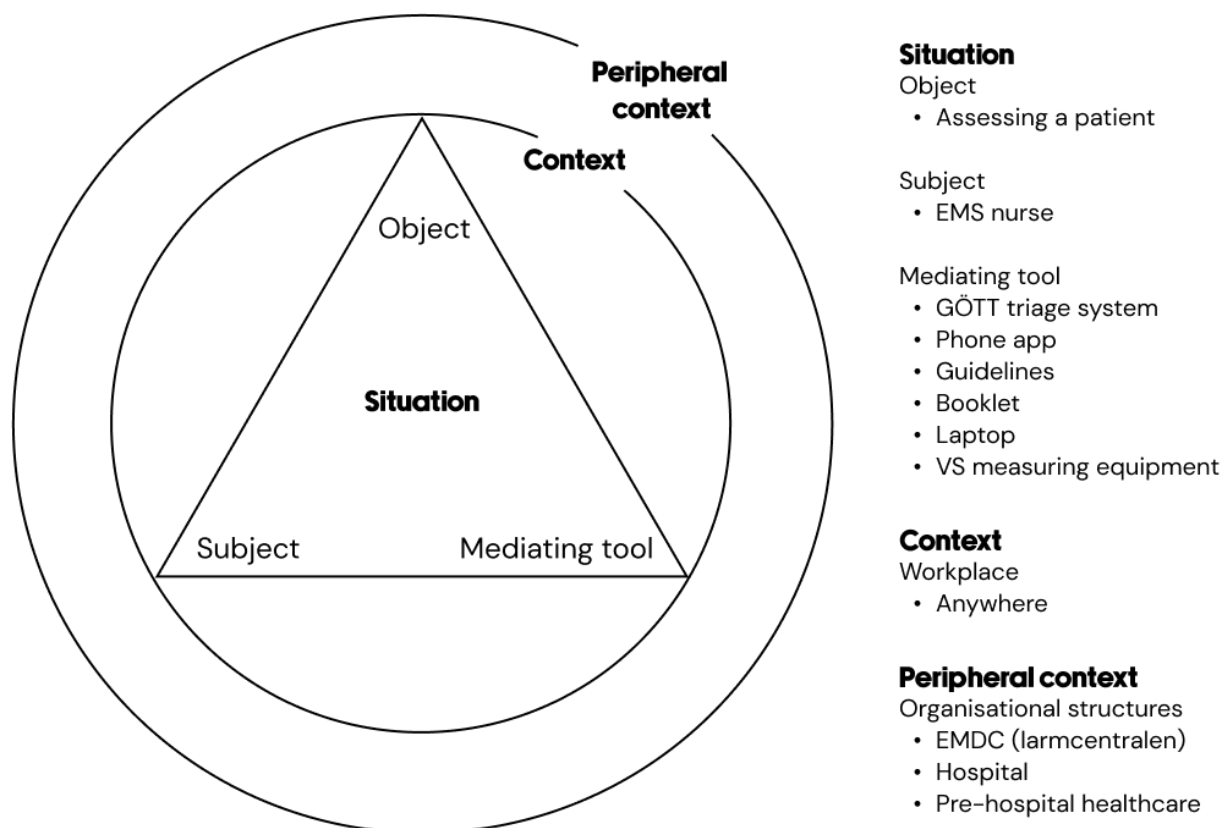 Peripheral
context
Context
Object
Situation
Subject
Mediating tool
Situation
Object
• Assessing a patient
Subject
• EMS nurse
Mediating tool
• GÖTT triage system
• Phone app
• Guidelines
• Booklet
• Laptop
• VS measuring equipment
Context
Workplace
• Anywhere
Peripheral context
Organisational structures
• EMDC (larmcentralen)
• Hospital
• Pre-hospital healthcare